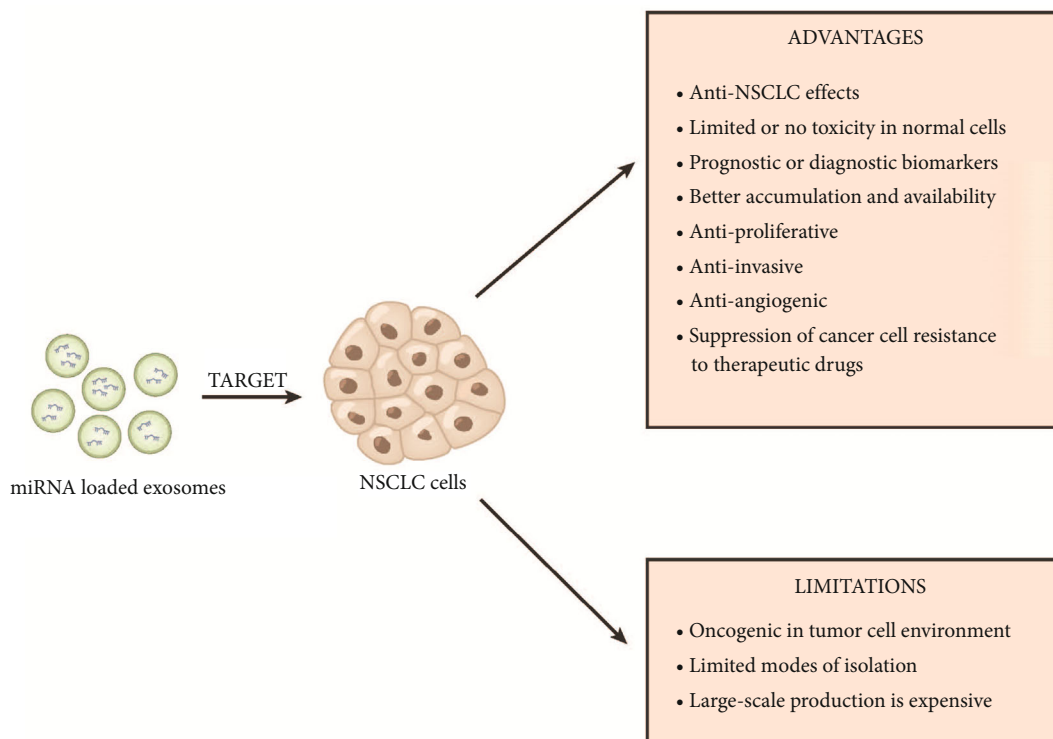 ADVANTAGES
• Anti-NSCLC effects
• Limited or no toxicity in normal cells
• Prognostic or diagnostic biomarkers
• Better accumulation and availability
• Anti-proliferative
• Anti-invasive
• Anti-angiogenic
• Suppression of cancer cell resistance
to therapeutic drugs
TARGET
miRNA loaded exosomes
NSCLC cells
LIMITATIONS
• Oncogenic in tumor cell environment
• Limited modes of isolation
• Large-scale production is expensive